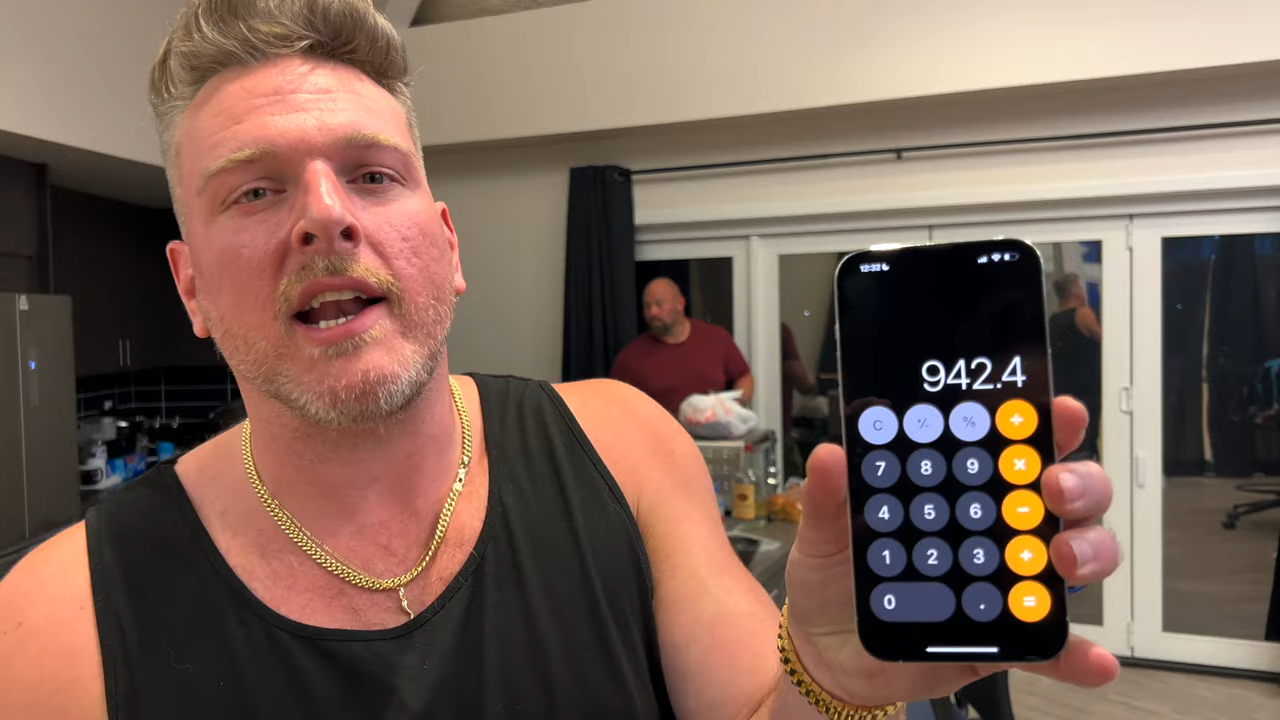 12:32
942.4
C +/- % ÷
7 8 9 ×
4 5 6 −
1 2 3 +
0 . =